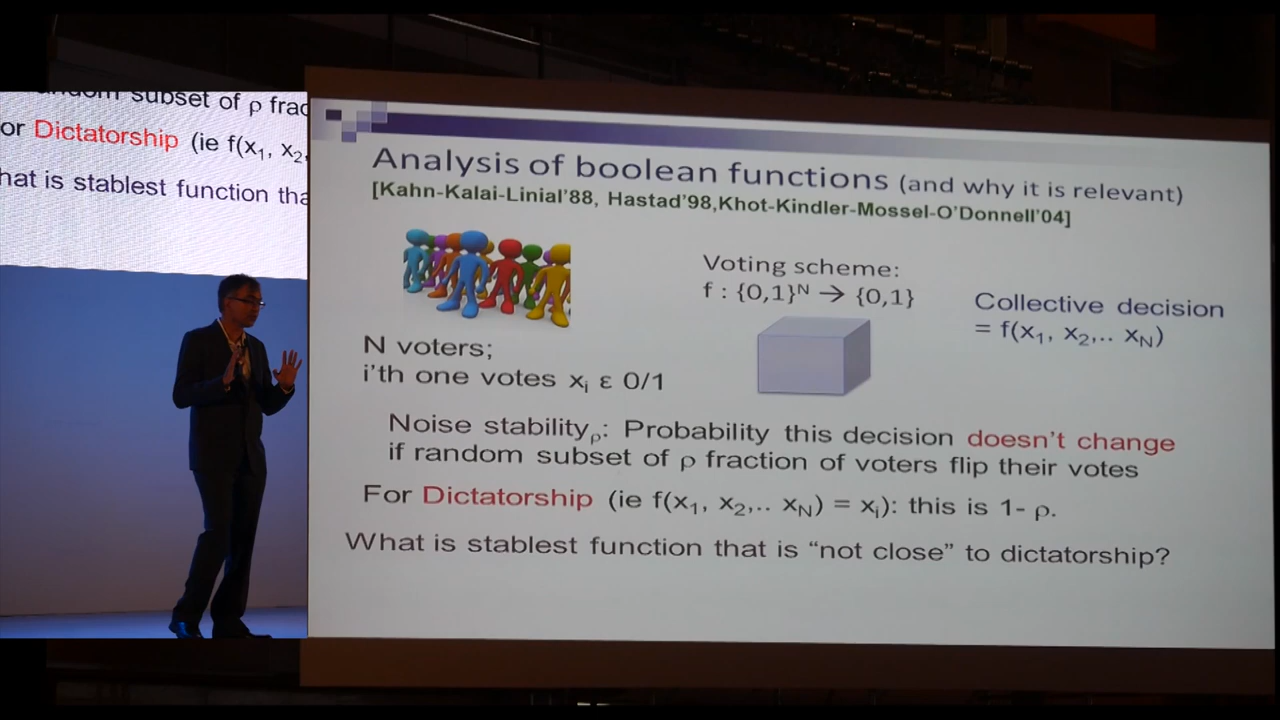 random subset of ρ frac
or Dictatorship (ie f(x₁, x₂,
hat is stablest function tha
Analysis of boolean functions (and why it is relevant)
[Kahn-Kalai-Linial'88, Hastad'98,Khot-Kindler-Mossel-O'Donnell'04]
Voting scheme:
f : {0,1}ᴺ → {0,1}
Collective decision
= f(x₁, x₂,.. x_N)
N voters;
i'th one votes xᵢ ε 0/1
Noise stabilityᵨ: Probability this decision doesn't change
if random subset of ρ fraction of voters flip their votes
For Dictatorship (ie f(x₁, x₂,.. x_N) = xᵢ): this is 1- ρ.
What is stablest function that is “not close” to dictatorship?